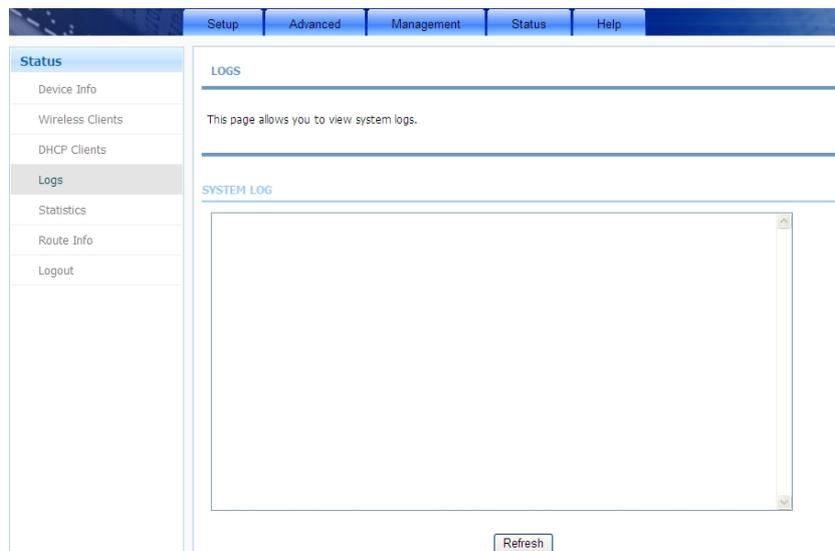 Setup Advanced Management Status Help
Status
Device Info
Wireless Clients
DHCP Clients
Logs
Statistics
Route Info
Logout
LOGS
This page allows you to view system logs.
SYSTEM LOG
Refresh